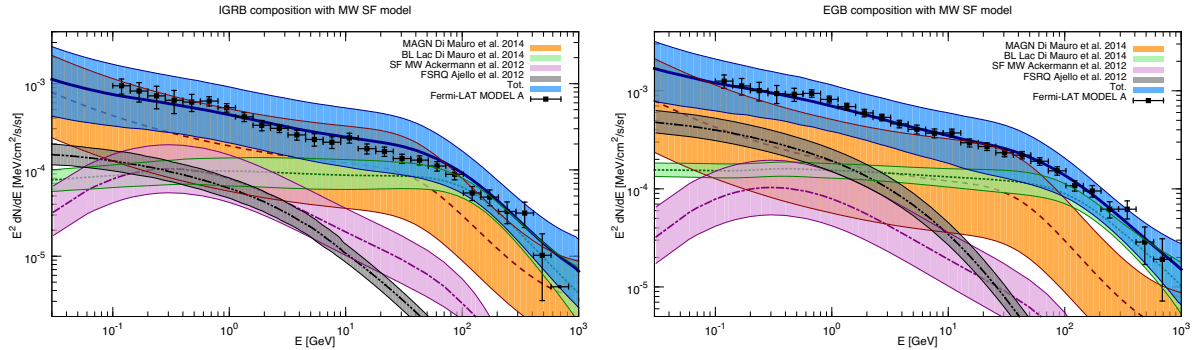 IGRB composition with MW SF model
MAGN Di Mauro et al. 2014
BL Lac Di Mauro et al. 2014
SF MW Ackermann et al. 2012
FSRQ Ajello et al. 2012
Tot.
Fermi-LAT MODEL A
E² dN/dE [MeV/cm²/s/sr]
10⁻³
10⁻⁴
10⁻⁵
10⁻¹ 10⁰ 10¹ 10² 10³
E [GeV]
EGB composition with MW SF model
MAGN Di Mauro et al. 2014
BL Lac Di Mauro et al. 2014
SF MW Ackermann et al. 2012
FSRQ Ajello et al. 2012
Tot.
Fermi-LAT MODEL A
E² dN/dE [MeV/cm²/s/sr]
10⁻³
10⁻⁴
10⁻⁵
10⁻¹ 10⁰ 10¹ 10² 10³
E [GeV]